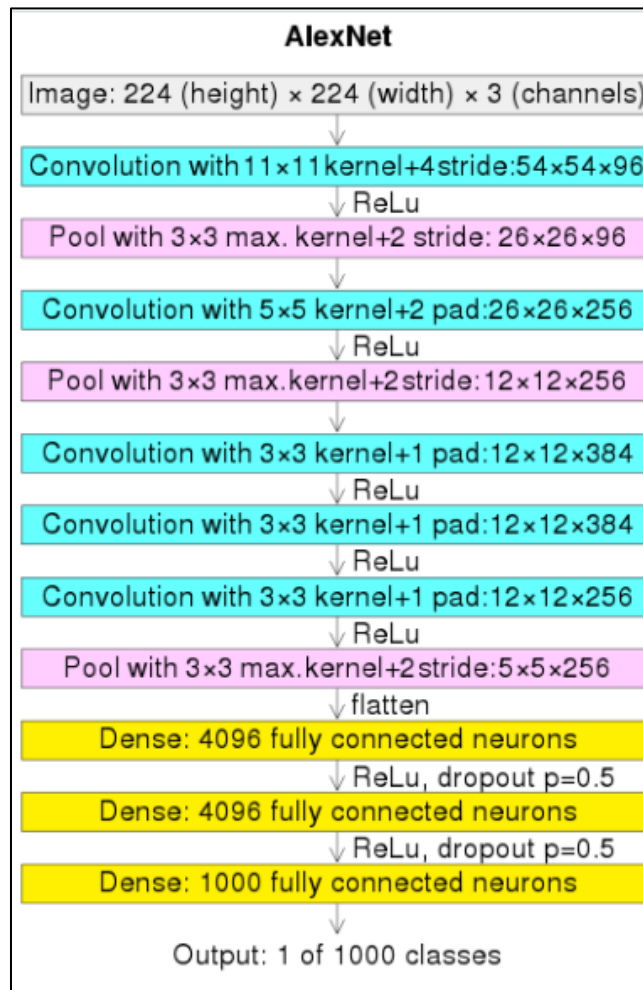 AlexNet
Image: 224 (height) × 224 (width) × 3 (channels)
Convolution with 11×11 kernel+4 stride:54×54×96
ReLu
Pool with 3×3 max. kernel+2 stride: 26×26×96
Convolution with 5×5 kernel+2 pad:26×26×256
ReLu
Pool with 3×3 max.kernel+2stride:12×12×256
Convolution with 3×3 kernel+1 pad:12×12×384
ReLu
Convolution with 3×3 kernel+1 pad:12×12×384
ReLu
Convolution with 3×3 kernel+1 pad:12×12×256
ReLu
Pool with 3×3 max.kernel+2stride:5×5×256
flatten
Dense: 4096 fully connected neurons
ReLu, dropout p=0.5
Dense: 4096 fully connected neurons
ReLu, dropout p=0.5
Dense: 1000 fully connected neurons
Output: 1 of 1000 classes